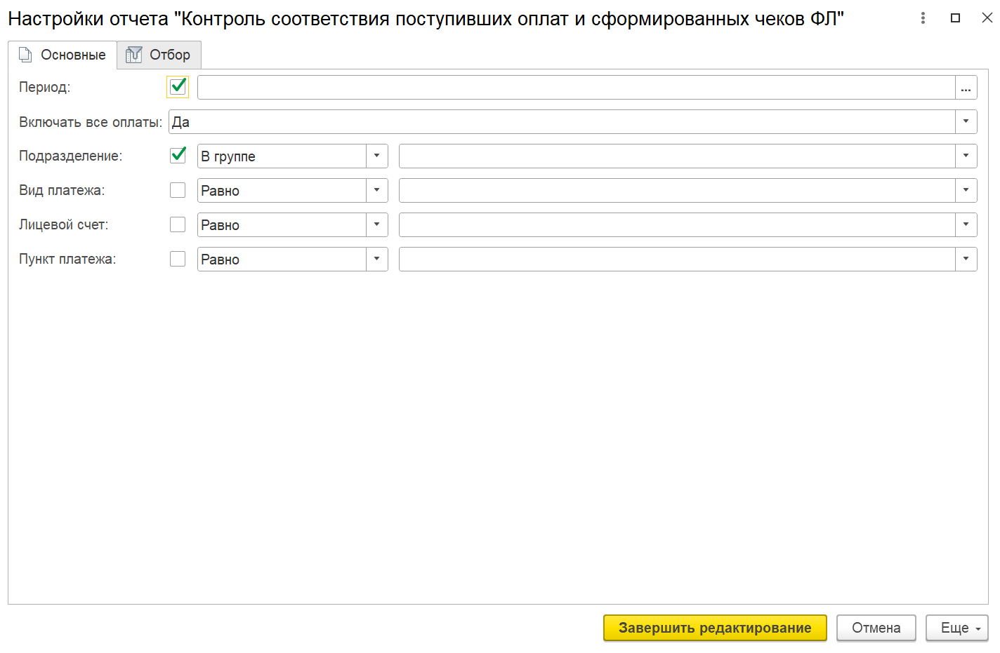 Настройки отчета "Контроль соответствия поступивших оплат и сформированных чеков ФЛ"
Основные Отбор
Период: ...
Включать все оплаты: Да
Подразделение: В группе
Вид платежа: Равно
Лицевой счет: Равно
Пункт платежа: Равно
Завершить редактирование Отмена Еще